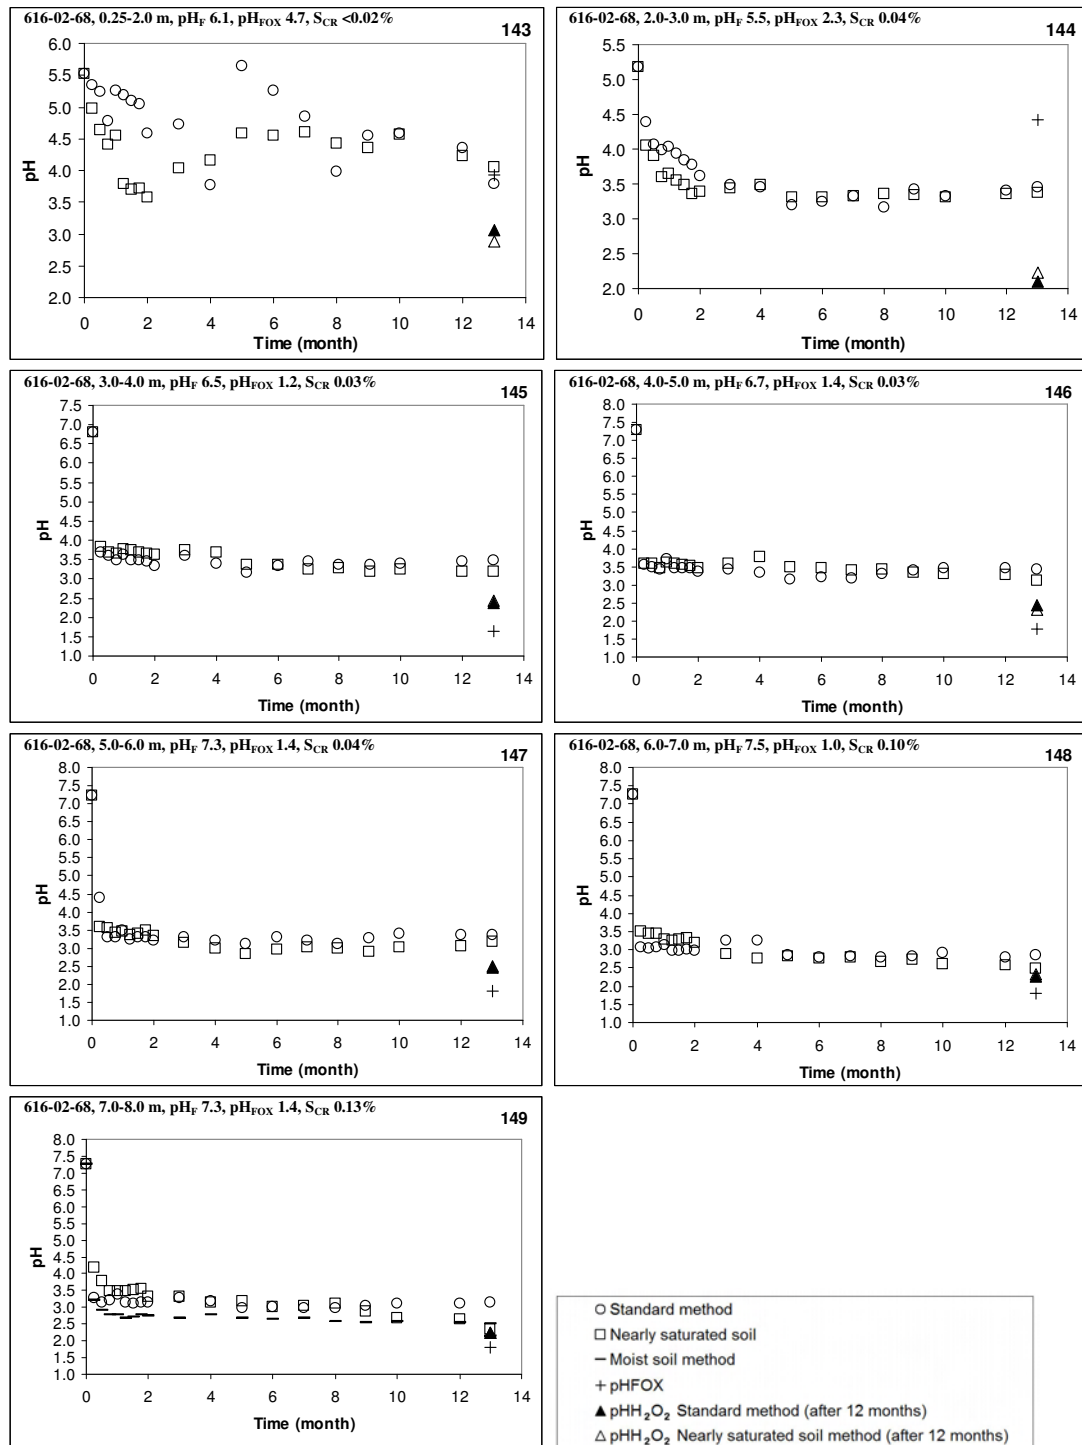 616-02-68, 0.25-2.0 m, pHF 6.1, pHFOX 4.7, SCR <0.02%
143
6.0
5.5
5.0
4.5
4.0
3.5
3.0
2.5
2.0
pH
0 2 4 6 8 10 12 14
Time (month)
616-02-68, 2.0-3.0 m, pHF 5.5, pHFOX 2.3, SCR 0.04%
144
5.5
5.0
4.5
4.0
3.5
3.0
2.5
2.0
pH
0 2 4 6 8 10 12 14
Time (month)
616-02-68, 3.0-4.0 m, pHF 6.5, pHFOX 1.2, SCR 0.03%
145
7.5
7.0
6.5
6.0
5.5
5.0
4.5
4.0
3.5
3.0
2.5
2.0
1.5
1.0
pH
0 2 4 6 8 10 12 14
Time (month)
616-02-68, 4.0-5.0 m, pHF 6.7, pHFOX 1.4, SCR 0.03%
146
8.0
7.5
7.0
6.5
6.0
5.5
5.0
4.5
4.0
3.5
3.0
2.5
2.0
1.5
1.0
pH
0 2 4 6 8 10 12 14
Time (month)
616-02-68, 5.0-6.0 m, pHF 7.3, pHFOX 1.4, SCR 0.04%
147
8.0
7.5
7.0
6.5
6.0
5.5
5.0
4.5
4.0
3.5
3.0
2.5
2.0
1.5
1.0
pH
0 2 4 6 8 10 12 14
Time (month)
616-02-68, 6.0-7.0 m, pHF 7.5, pHFOX 1.0, SCR 0.10%
148
8.0
7.5
7.0
6.5
6.0
5.5
5.0
4.5
4.0
3.5
3.0
2.5
2.0
1.5
1.0
pH
0 2 4 6 8 10 12 14
Time (month)
616-02-68, 7.0-8.0 m, pHF 7.3, pHFOX 1.4, SCR 0.13%
149
8.0
7.5
7.0
6.5
6.0
5.5
5.0
4.5
4.0
3.5
3.0
2.5
2.0
1.5
1.0
pH
0 2 4 6 8 10 12 14
Time (month)
Standard method
Nearly saturated soil
Moist soil method
pHFOX
pHH₂O₂ Standard method (after 12 months)
pHH₂O₂ Nearly saturated soil method (after 12 months)